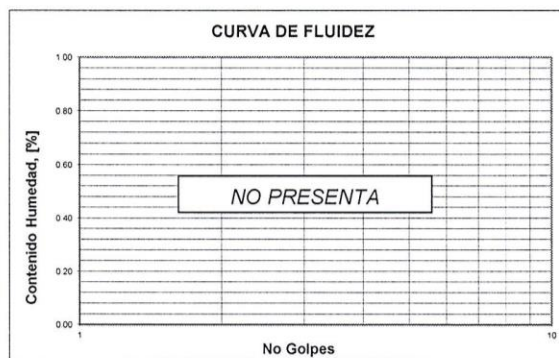 CURVA DE FLUIDEZ
Contenido Humedad, [%]
1.00
0.80
0.60
0.40
0.20
0.00
NO PRESENTA
1
10
No Golpes